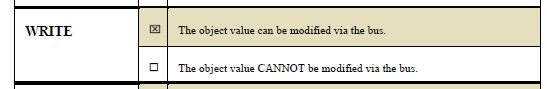 WRITE ☒ The object value can be modified via the bus.
☐ The object value CANNOT be modified via the bus.